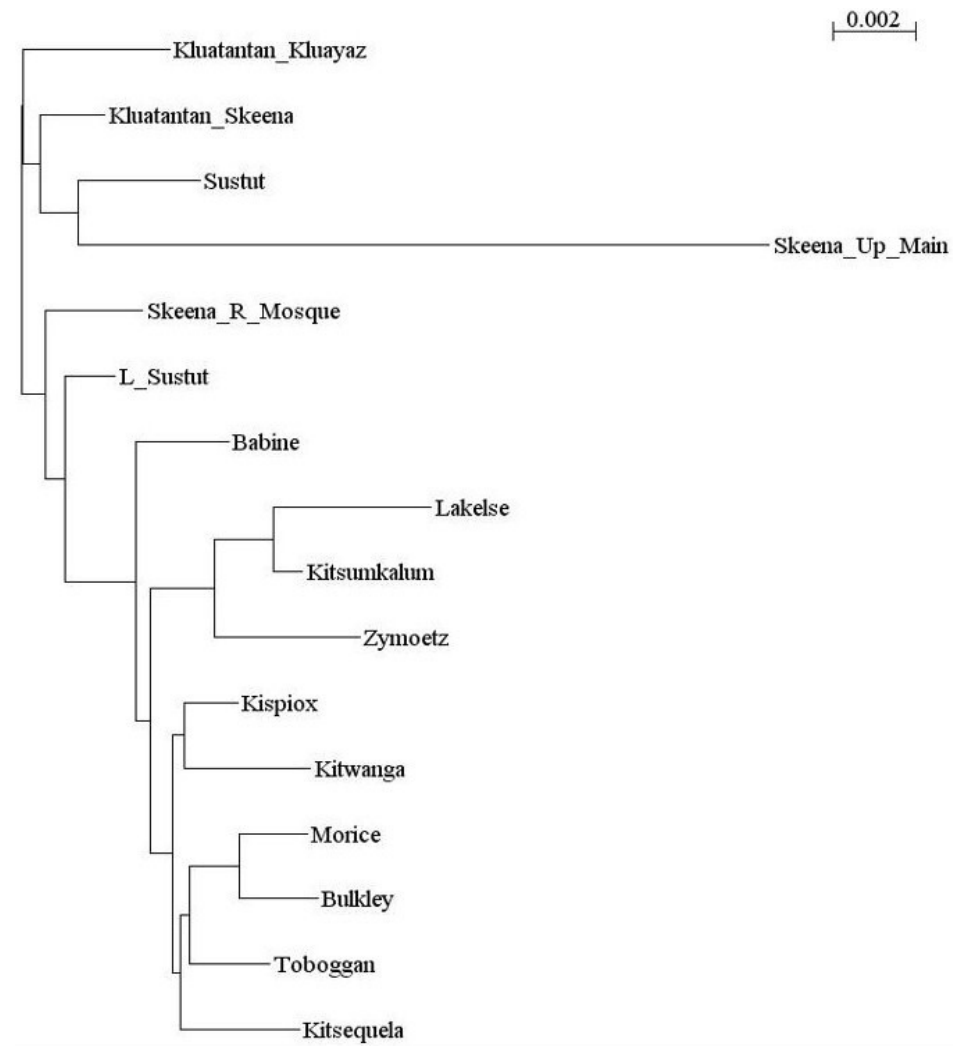 0.002
Kluatantan_Kluayaz
Kluatantan_Skeena
Sustut
Skeena_Up_Main
Skeena_R_Mosque
L_Sustut
Babine
Lakelse
Kitsumkalum
Zymoetz
Kispiox
Kitwanga
Morice
Bulkley
Toboggan
Kitsequela